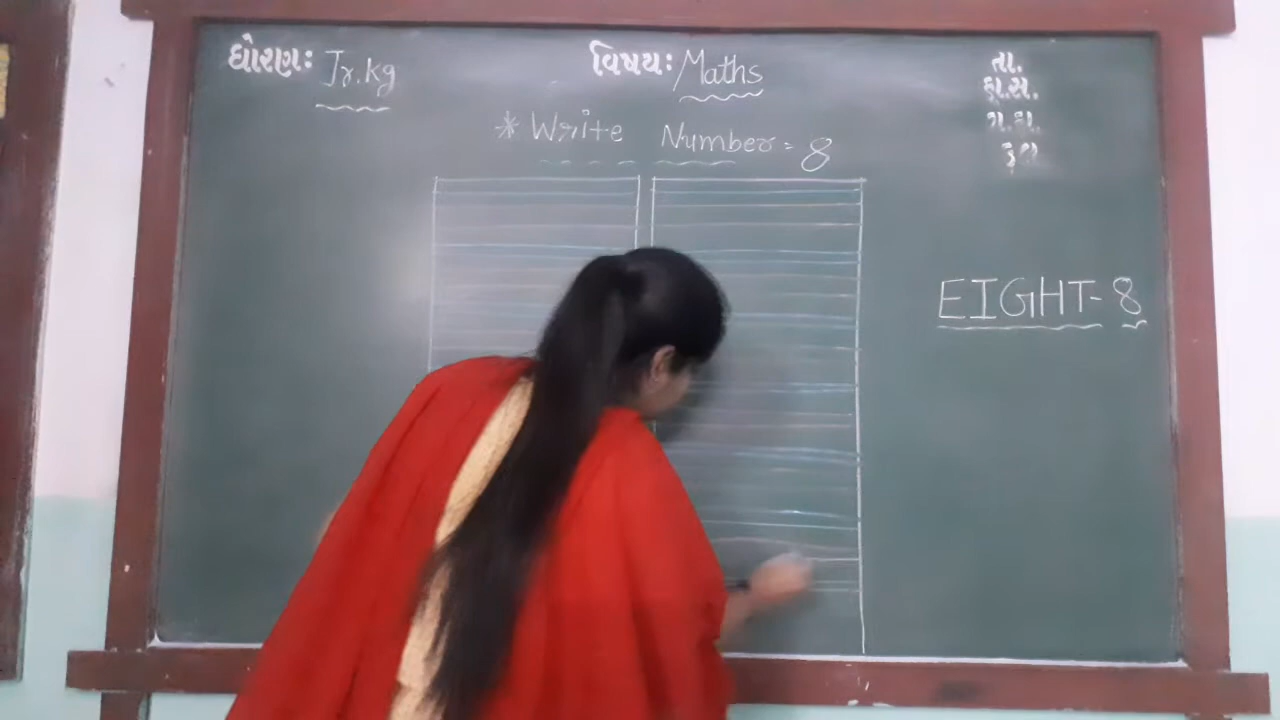 ધોરણ: Jr.kg
વિષય: Maths
તા.
હા.સ.
ગ.હા.
કુલ
* Write Number = 8
EIGHT - 8